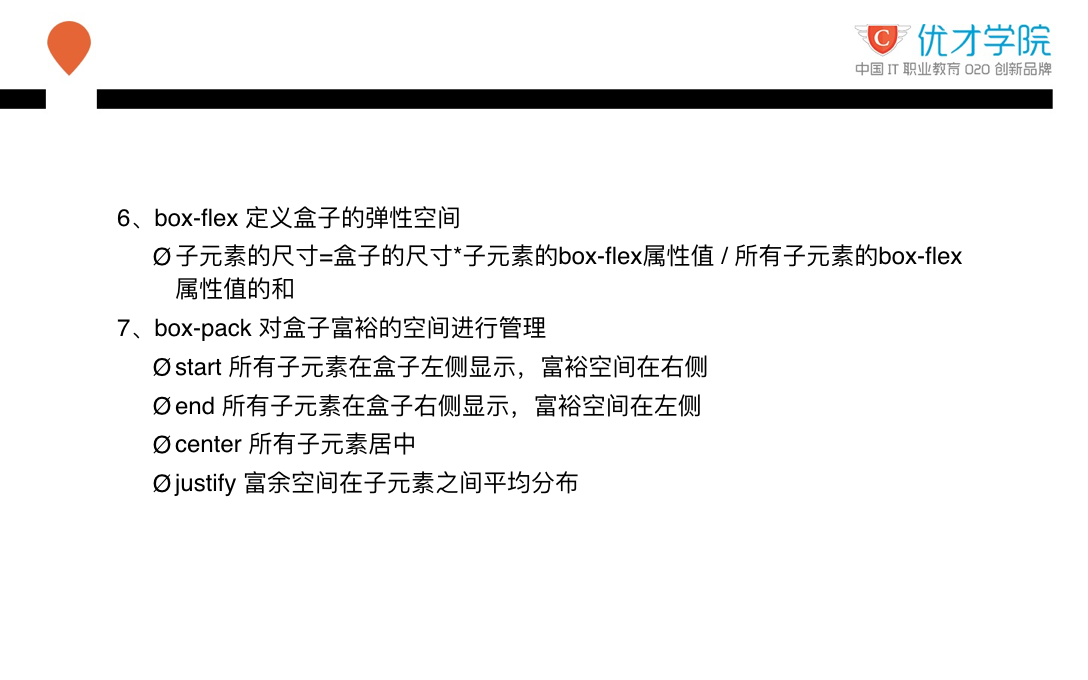 C 优才学院
中国 IT 职业教育 O2O 创新品牌
6、box-flex 定义盒子的弹性空间
Ø 子元素的尺寸=盒子的尺寸*子元素的box-flex属性值 / 所有子元素的box-flex
属性值的和
7、box-pack 对盒子富裕的空间进行管理
Ø start 所有子元素在盒子左侧显示，富裕空间在右侧
Ø end 所有子元素在盒子右侧显示，富裕空间在左侧
Ø center 所有子元素居中
Ø justify 富余空间在子元素之间平均分布